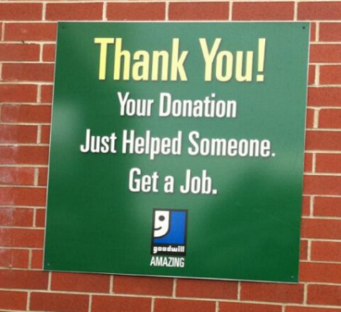 Thank You!
Your Donation
Just Helped Someone.
Get a Job.
goodwill
AMAZING